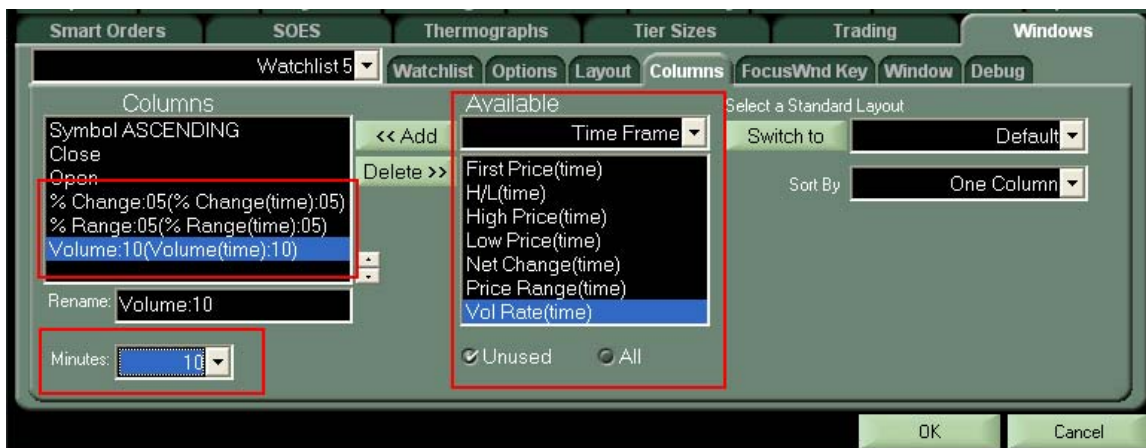 Smart Orders SOES Thermographs Tier Sizes Trading Windows
Watchlist 5 Watchlist Options Layout Columns FocusWnd Key Window Debug
Columns
Symbol ASCENDING
Close
Open
% Change:05(% Change(time):05)
% Range:05(% Range(time):05)
Volume:10(Volume(time):10)
Rename: Volume:10
Minutes: 10
<< Add
Delete >>
Available
Time Frame
First Price(time)
H/L(time)
High Price(time)
Low Price(time)
Net Change(time)
Price Range(time)
Vol Rate(time)
Unused All
Select a Standard Layout
Switch to Default
Sort By One Column
OK Cancel